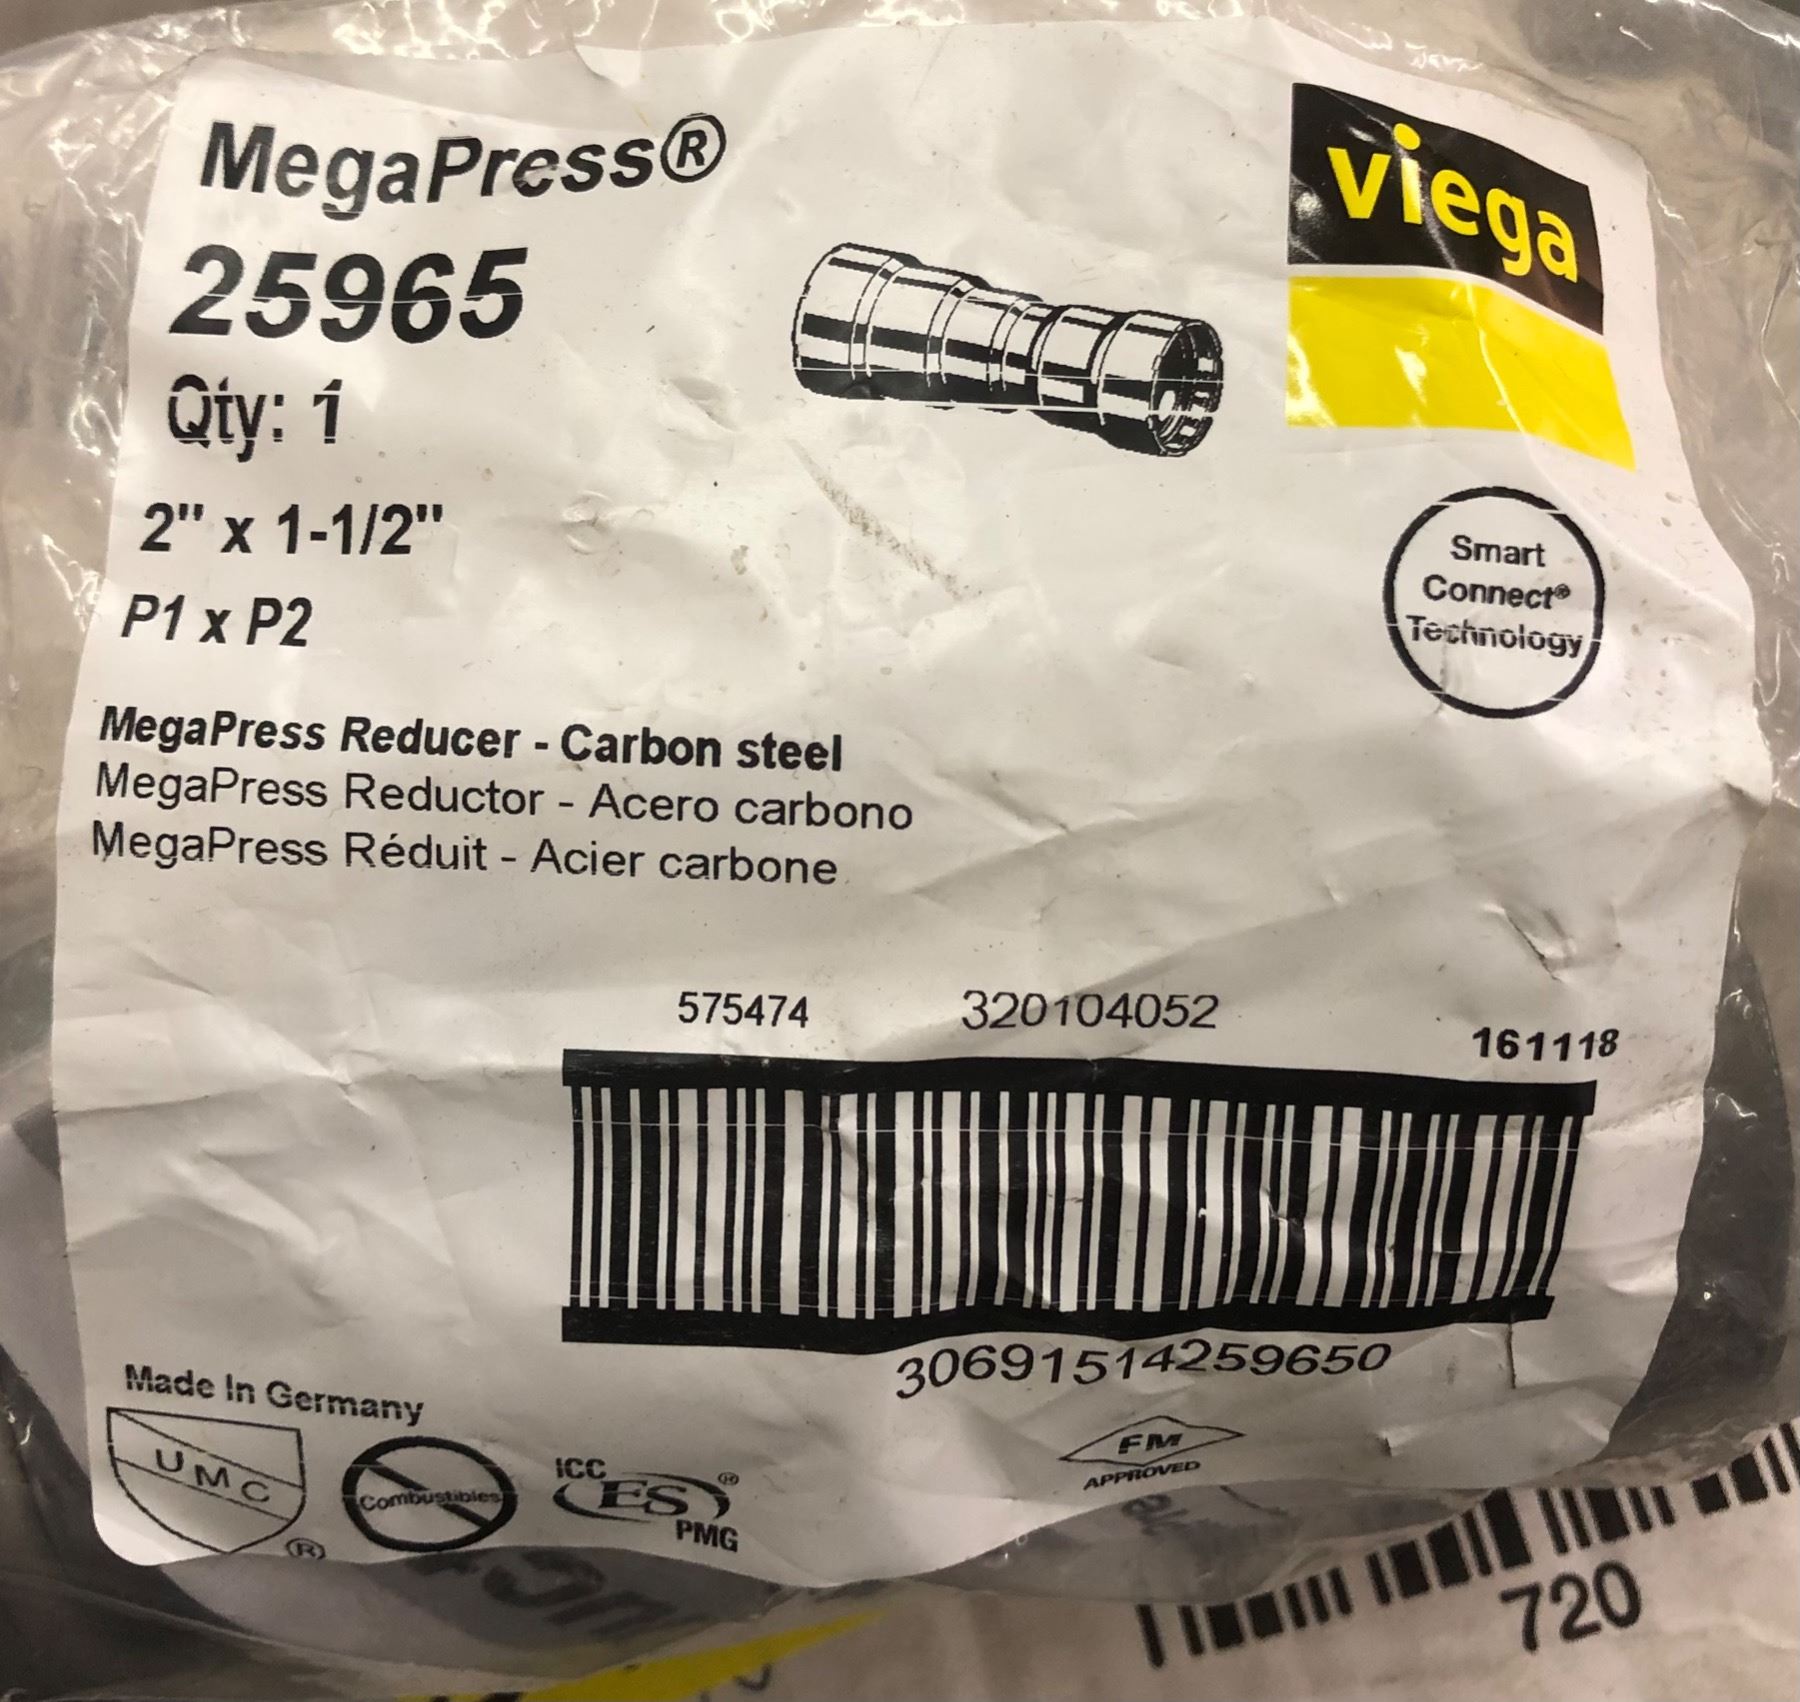 MegaPress®
viega
25965
Qty: 1
2" x 1-1/2"
P1 x P2
Smart
Connect®
Technology
MegaPress Reducer - Carbon steel
MegaPress Reductor - Acero carbono
MegaPress Réduit - Acier carbone
575474 320104052 161118
30691514259650
Made In Germany
UMC ®
Combustibles
ICC
ES ®
PMG
FM
APPROVED
720